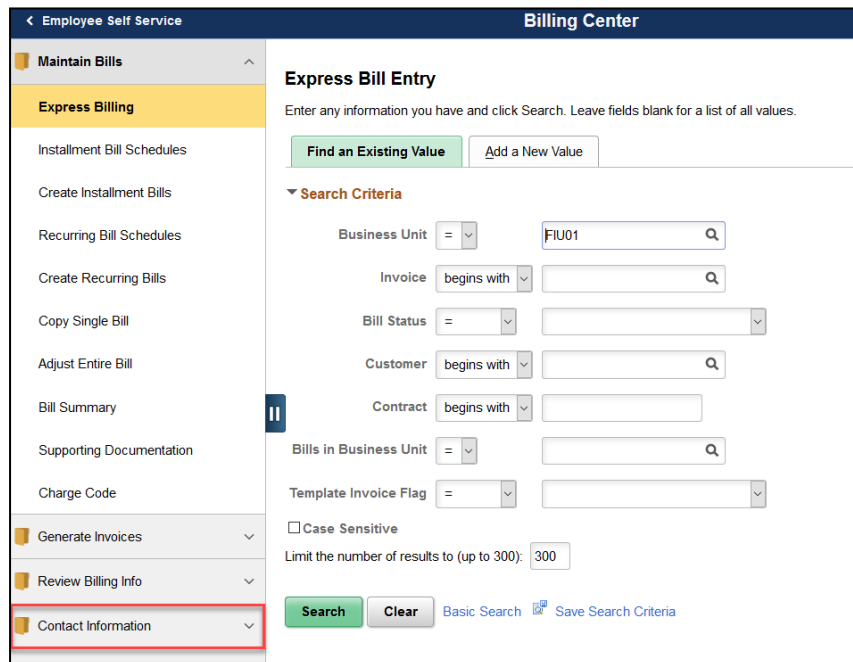 Employee Self Service
Billing Center
Maintain Bills
Express Billing
Installment Bill Schedules
Create Installment Bills
Recurring Bill Schedules
Create Recurring Bills
Copy Single Bill
Adjust Entire Bill
Bill Summary
Supporting Documentation
Charge Code
Generate Invoices
Review Billing Info
Contact Information
Express Bill Entry
Enter any information you have and click Search. Leave fields blank for a list of all values.
Find an Existing Value
Add a New Value
Search Criteria
Business Unit = FIU01
Invoice begins with
Bill Status =
Customer begins with
Contract begins with
Bills in Business Unit =
Template Invoice Flag =
Case Sensitive
Limit the number of results to (up to 300): 300
Search Clear Basic Search Save Search Criteria